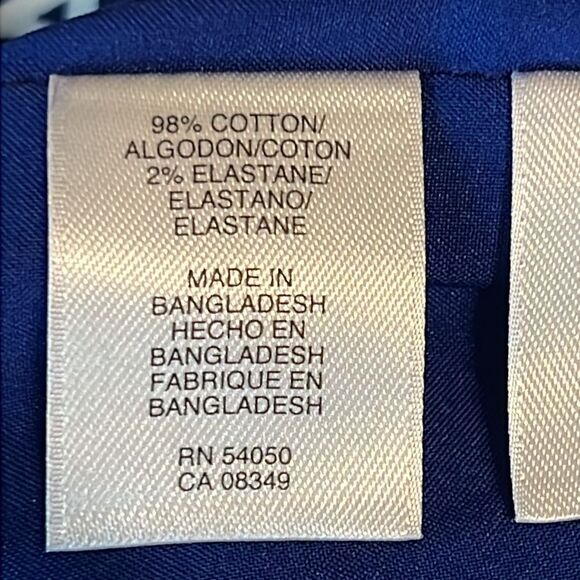 98% COTTON/
ALGODON/COTON
2% ELASTANE/
ELASTANO/
ELASTANE
MADE IN
BANGLADESH
HECHO EN
BANGLADESH
FABRIQUE EN
BANGLADESH
RN 54050
CA 08349